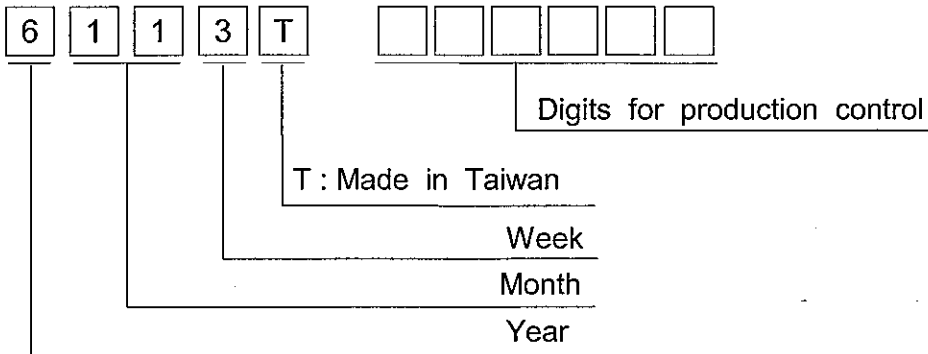 6 1 1 3 T
Digits for production control
T : Made in Taiwan
Week
Month
Year